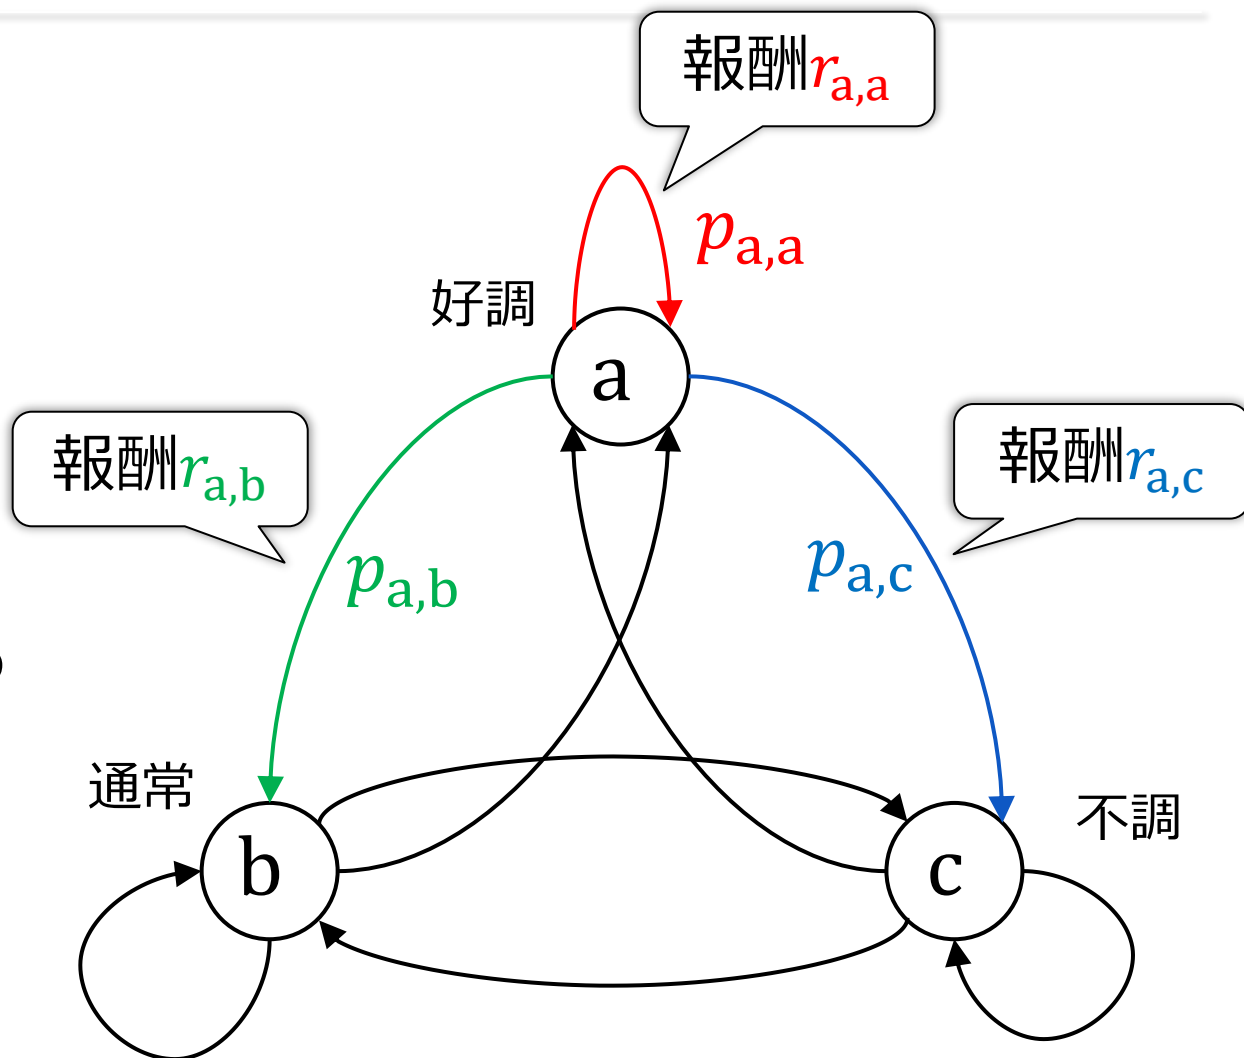 報酬r_{a,a}
p_{a,a}
好調
a
報酬r_{a,b}
報酬r_{a,c}
p_{a,b}
p_{a,c}
通常
不調
b
c